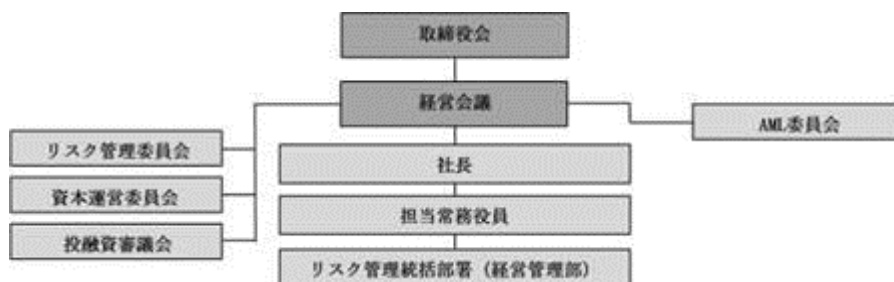 取締役会
経営会議
AML委員会
リスク管理委員会
社長
資本運営委員会
担当常務役員
投融資審議会
リスク管理統括部署（経営管理部）